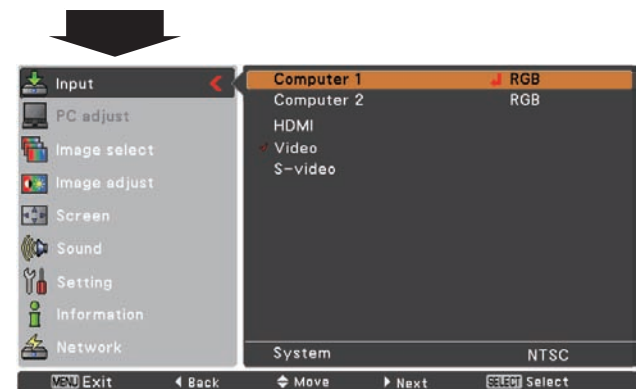 Input
PC adjust
Image select
Image adjust
Screen
Sound
Setting
Information
Network
Computer 1 RGB
Computer 2 RGB
HDMI
Video
S-video
System NTSC
MENU Exit Back Move Next SELECT Select